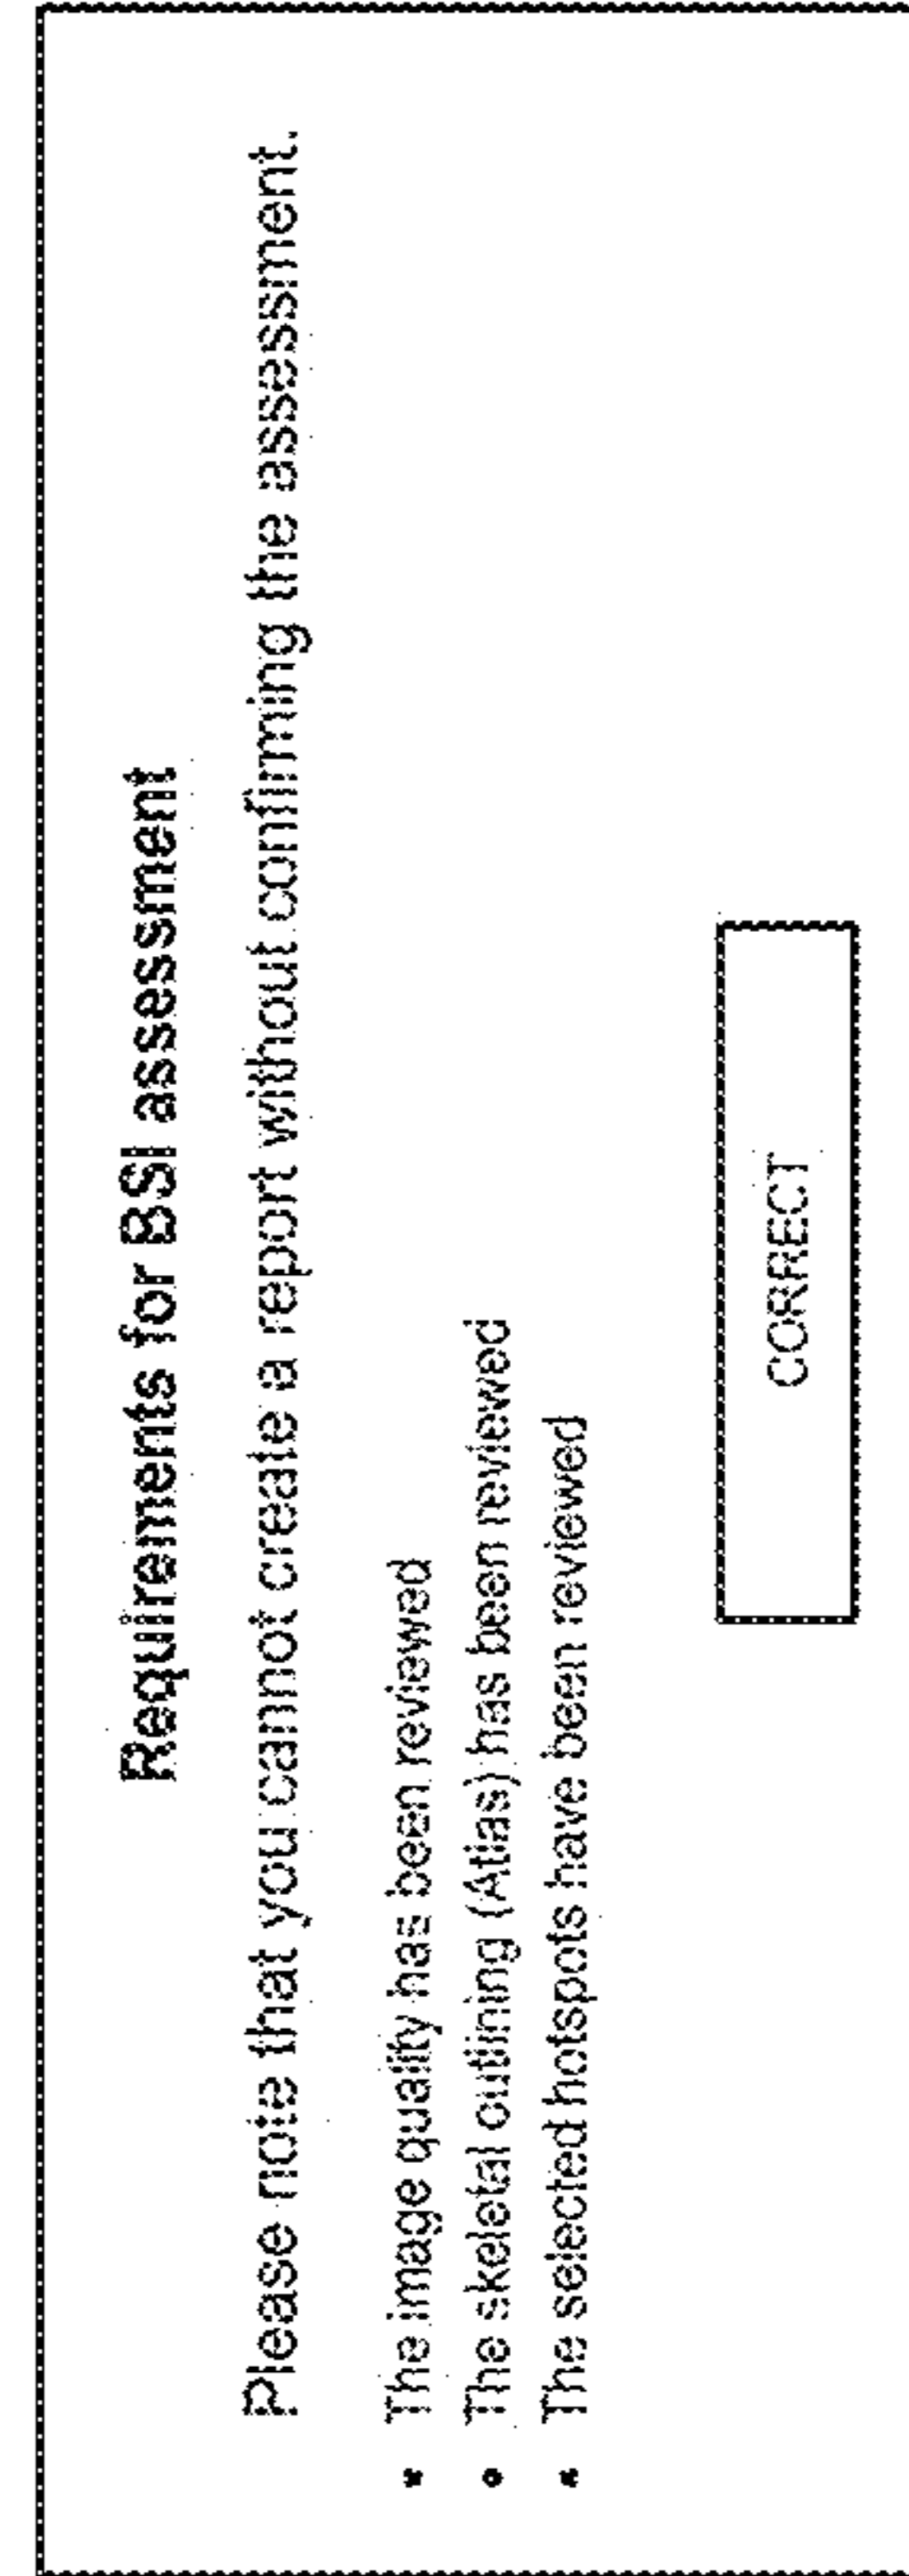 Requirements for BSI assessment
Please note that you cannot create a report without confirming the assessment.
• The image quality has been reviewed
• The skeletal outlining (Atlas) has been reviewed
• The selected hotspots have been reviewed
CORRECT